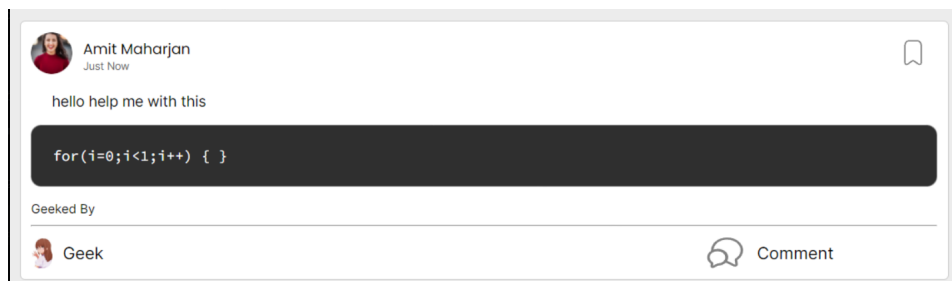 Amit Maharjan
Just Now
hello help me with this
for(i=0;i<1;i++) { }
Geeked By
Geek
Comment